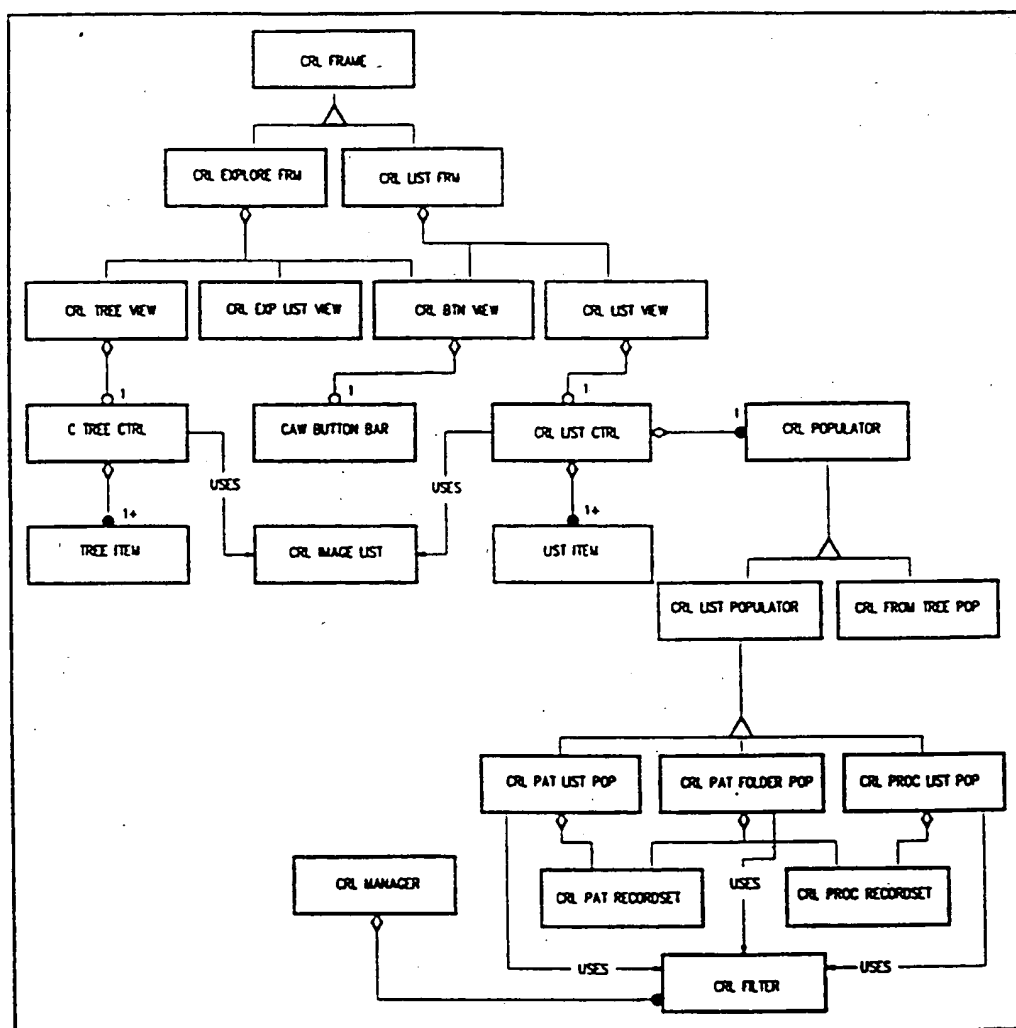 CRL FRAME
CRL EXPLORE FRM
CRL LIST FRM
CRL TREE VIEW
CRL EXP LIST VIEW
CRL BTN VIEW
CRL LIST VIEW
1
1
1
1
C TREE CTRL
CAW BUTTON BAR
CRL LIST CTRL
CRL POPULATOR
USES
USES
1+
1+
TREE ITEM
CRL IMAGE LIST
LIST ITEM
CRL LIST POPULATOR
CRL FROM TREE POP
CRL PAT LIST POP
CRL PAT FOLDER POP
CRL PROC LIST POP
CRL MANAGER
CRL PAT RECORDSET
USES
CRL PROC RECORDSET
USES
USES
CRL FILTER